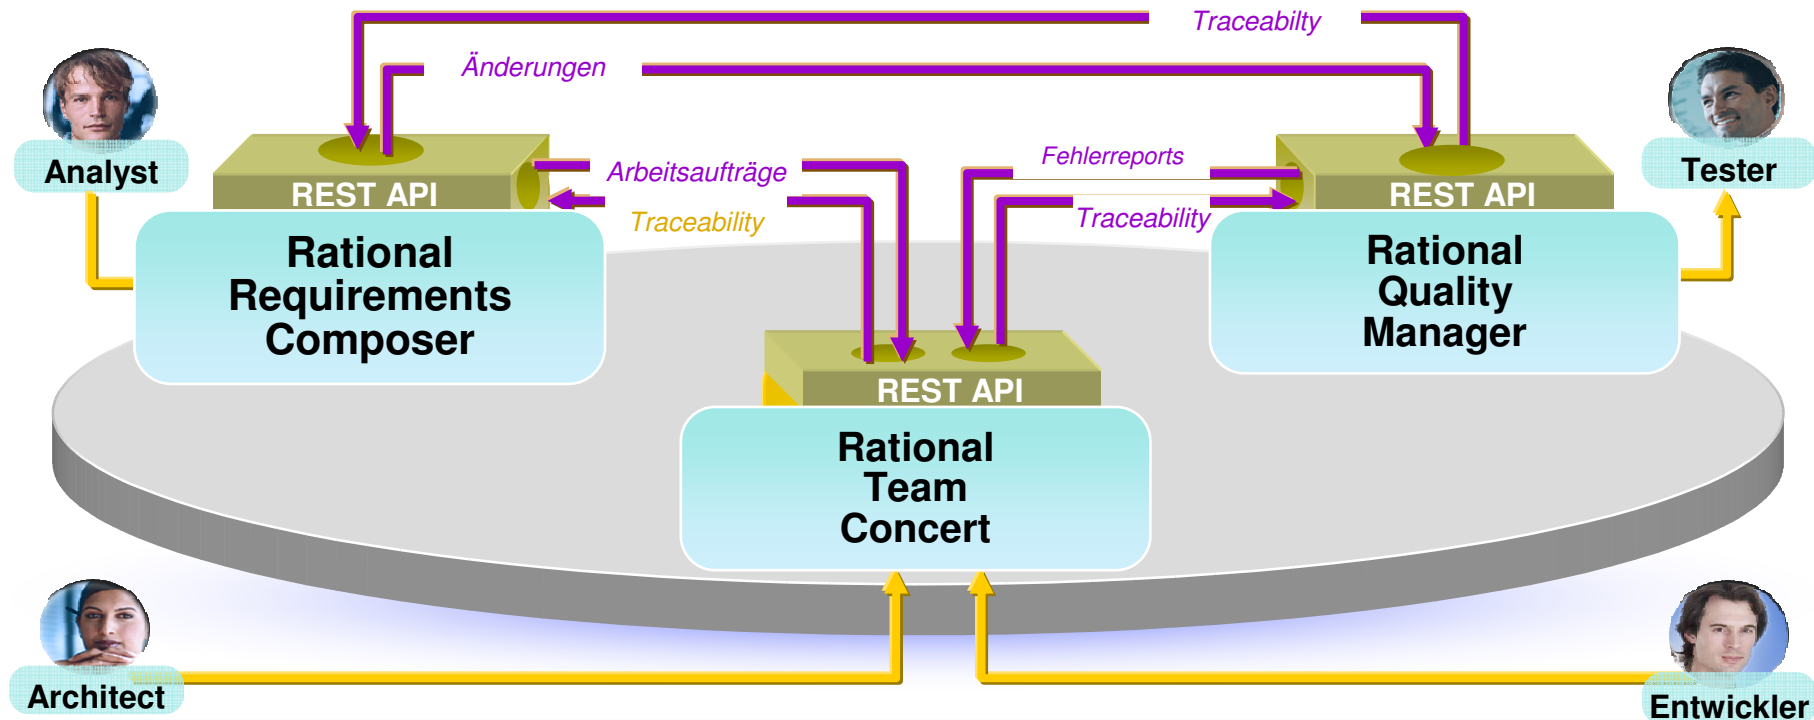 Traceabilty
Änderungen
Analyst
Tester
Arbeitsaufträge
Fehlerreports
REST API
REST API
Traceability
Traceability
Rational
Requirements
Composer
Rational
Quality
Manager
REST API
Rational
Team
Concert
Architect
Entwickler